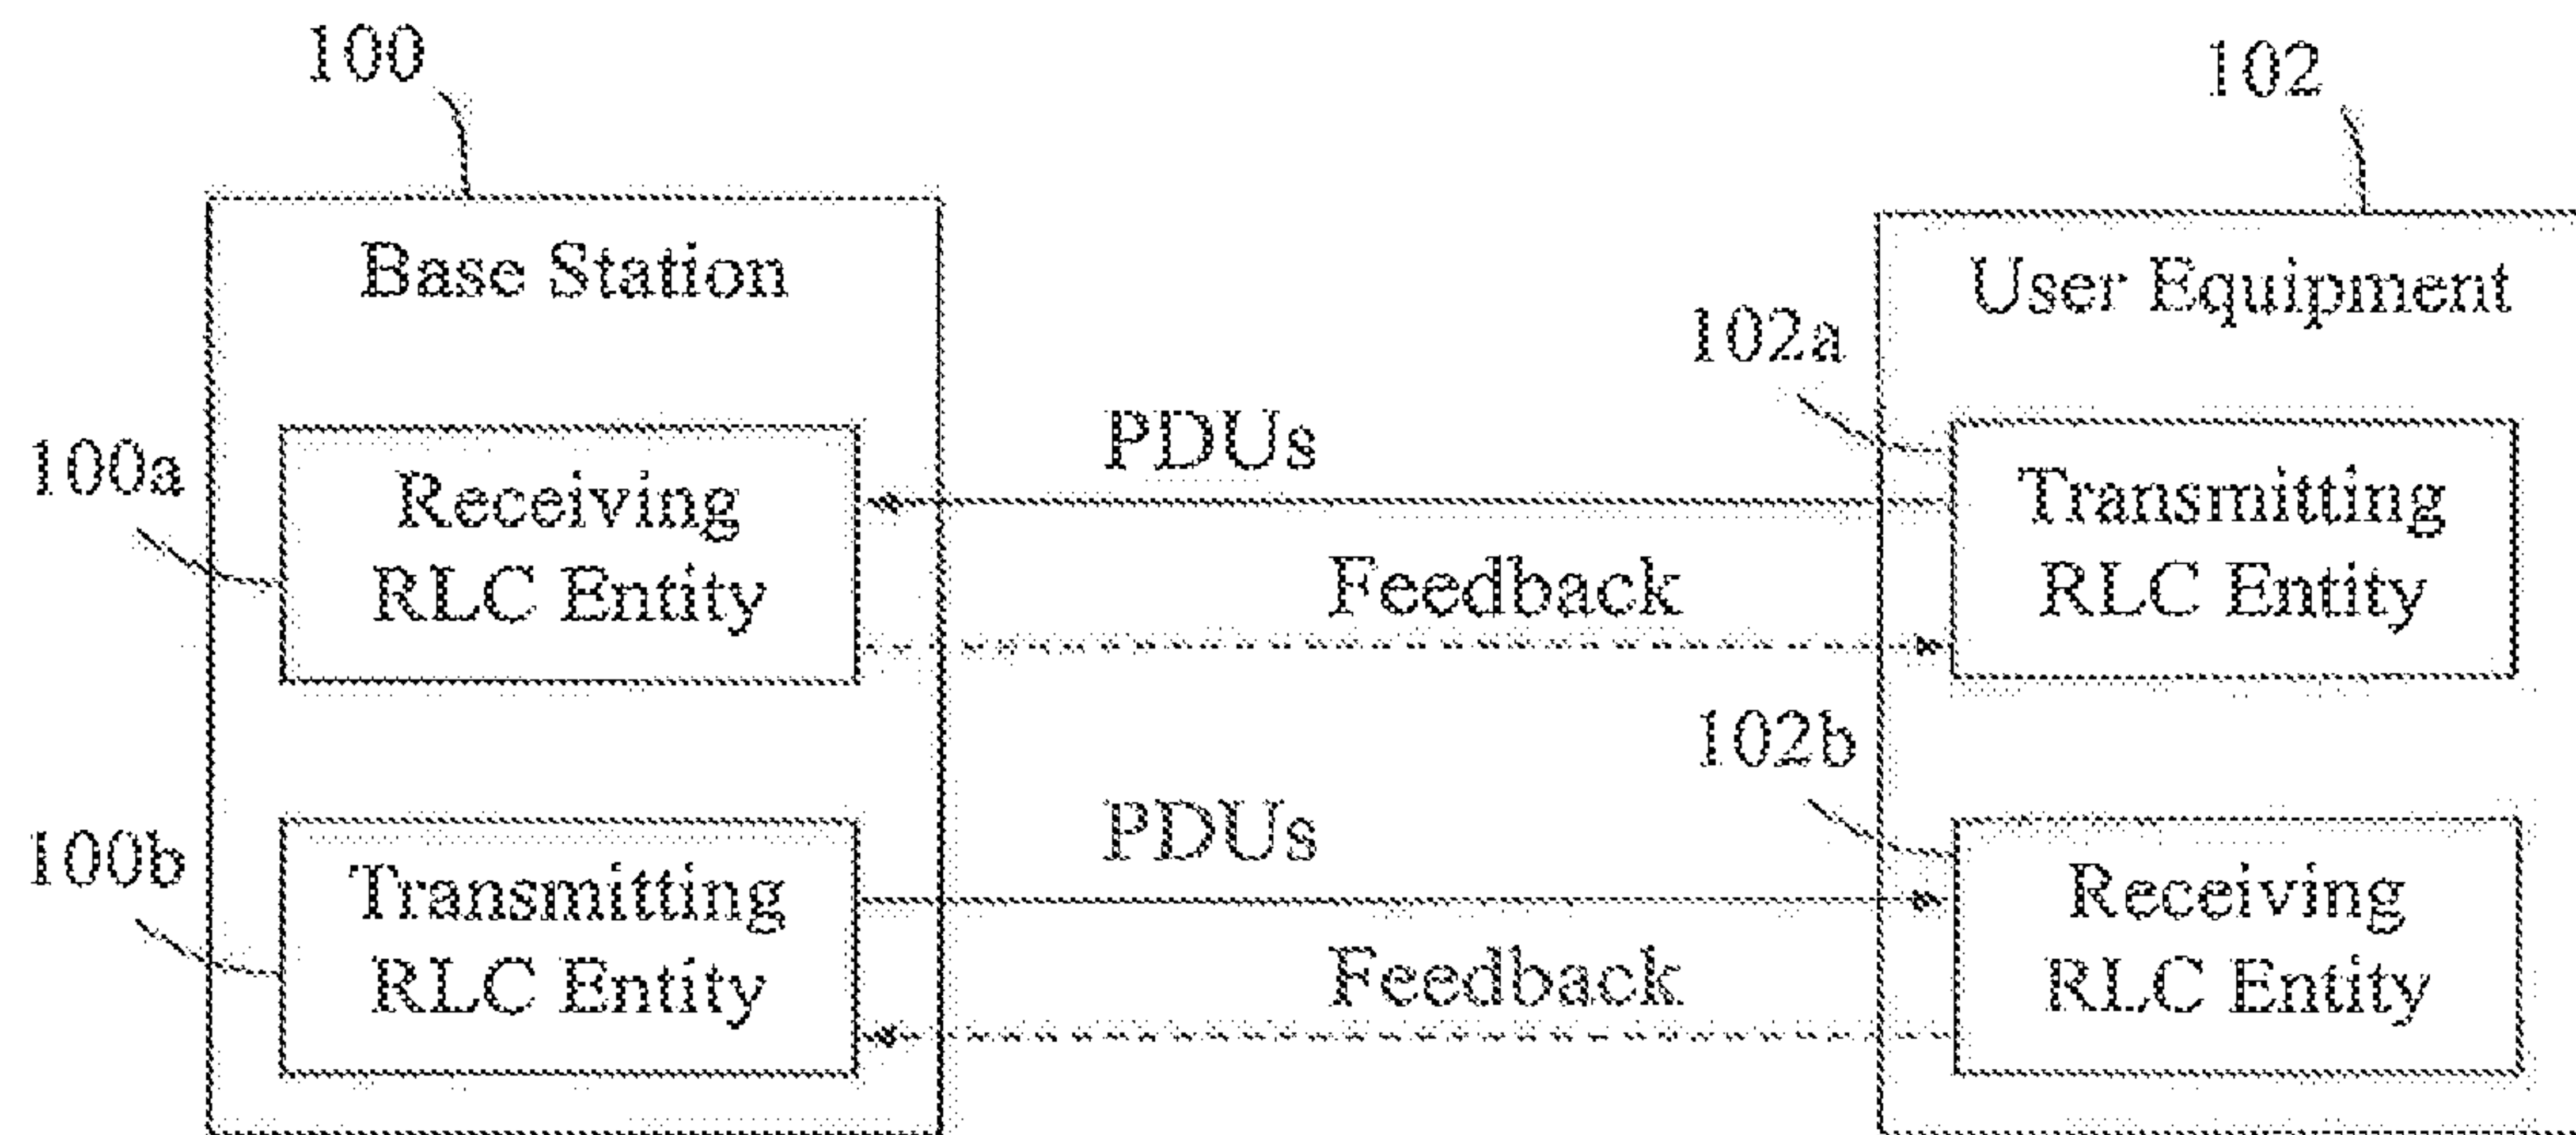 100
102
Base Station
User Equipment
102a
PDUs
100a
Receiving
RLC Entity
Transmitting
RLC Entity
Feedback
102b
PDUs
100b
Transmitting
RLC Entity
Receiving
RLC Entity
Feedback